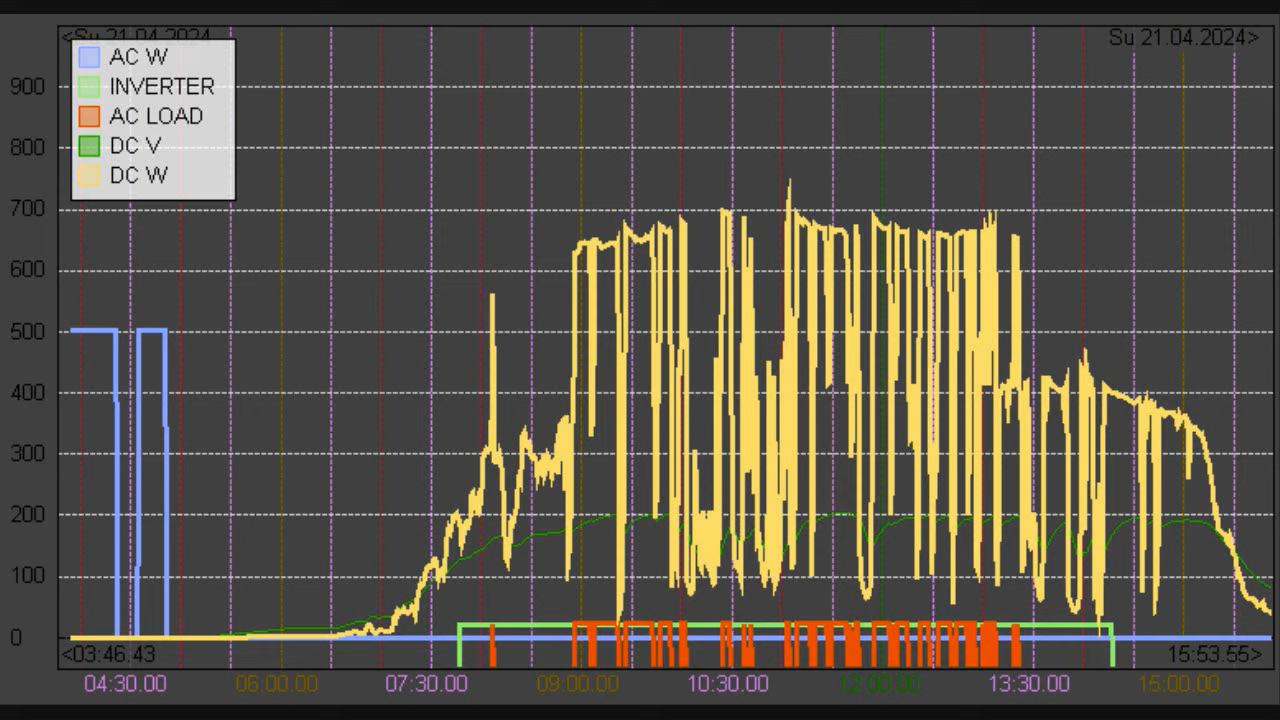 <Su 21.04.2024
Su 21.04.2024>
AC W
INVERTER
AC LOAD
DC V
DC W
900
800
700
600
500
400
300
200
100
0
<03:46.43
15:53.55>
04:30.00
06:00.00
07:30.00
09:00.00
10:30.00
12:00.00
13:30.00
15:00.00